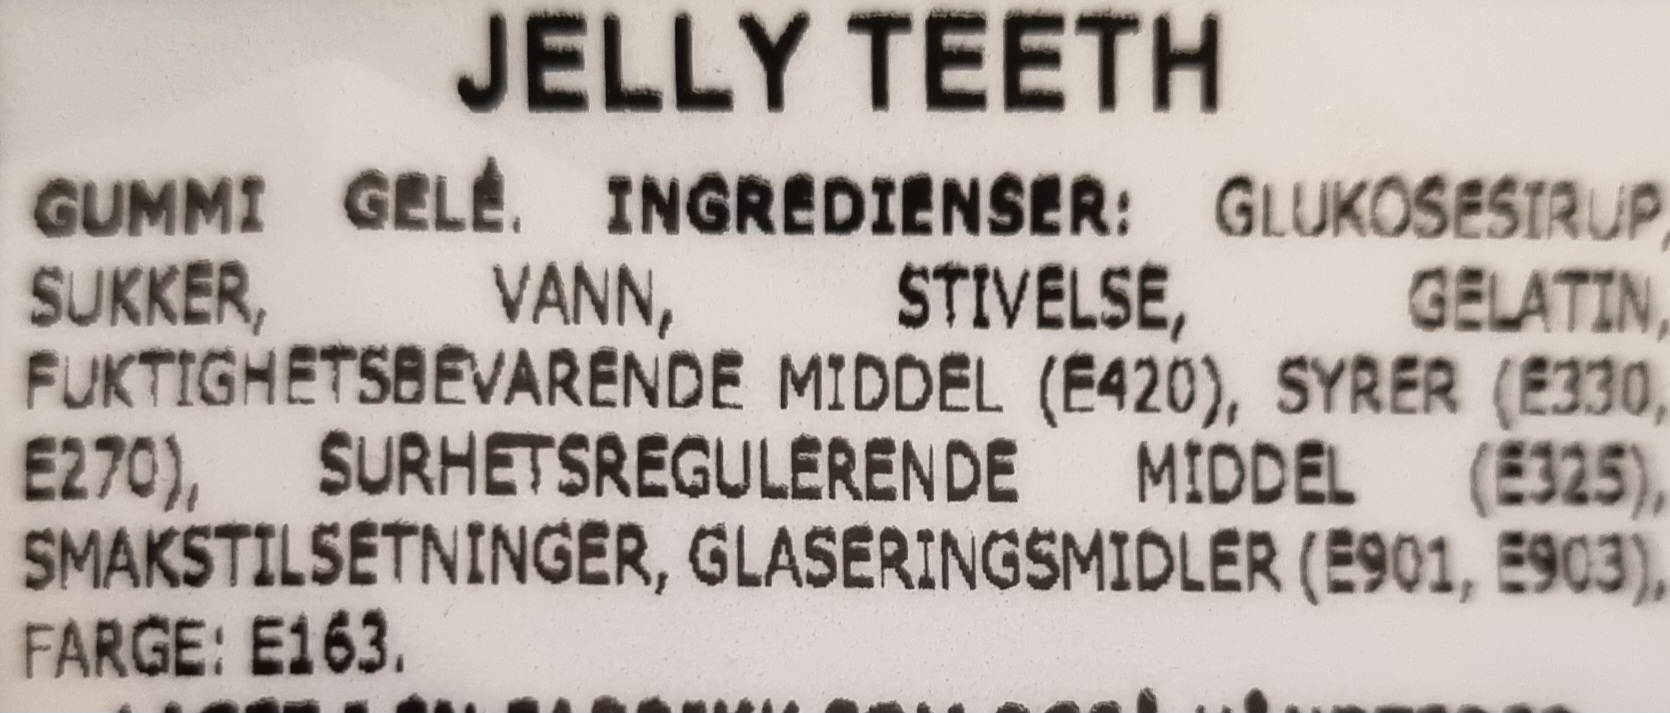 JELLY TEETH
GUMMI GELÉ. INGREDIENSER: GLUKOSESIRUP,
SUKKER, VANN, STIVELSE, GELATIN,
FUKTIGHETSBEVARENDE MIDDEL (E420), SYRER (E330,
E270), SURHETSREGULERENDE MIDDEL (E325),
SMAKSTILSETNINGER, GLASERINGSMIDLER (E901, E903),
FARGE: E163.